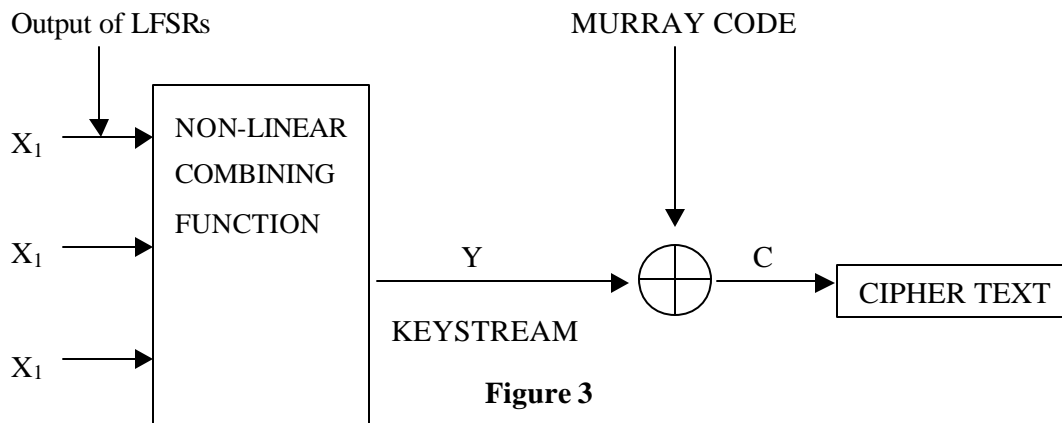 Output of LFSRs
MURRAY CODE
X₁
NON-LINEAR
COMBINING
FUNCTION
X₁
Y
C
CIPHER TEXT
KEYSTREAM
X₁
Figure 3